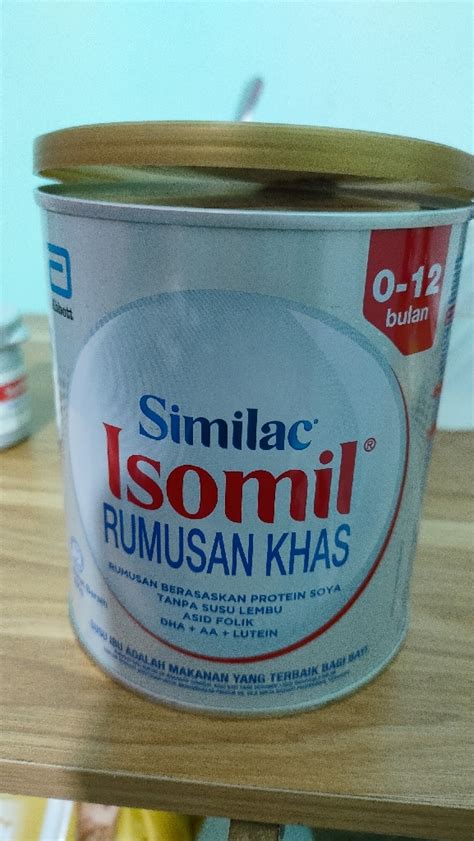 Abbott
0-12
bulan
Similac
Isomil®
RUMUSAN KHAS
RUMUSAN BERASASKAN PROTEIN SOYA
TANPA SUSU LEMBU
ASID FOLIK
DHA + AA + LUTEIN
SUSU IBU ADALAH MAKANAN YANG TERBAIK BAGI BAYI